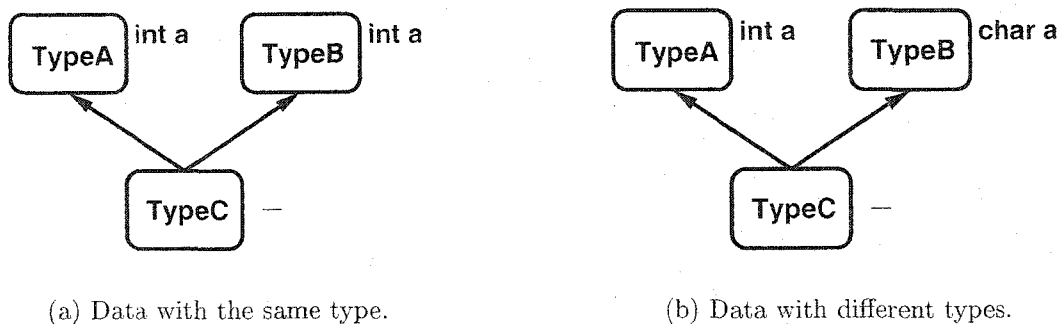 TypeA int a TypeB int a
TypeC –
(a) Data with the same type.
TypeA int a TypeB char a
TypeC –
(b) Data with different types.